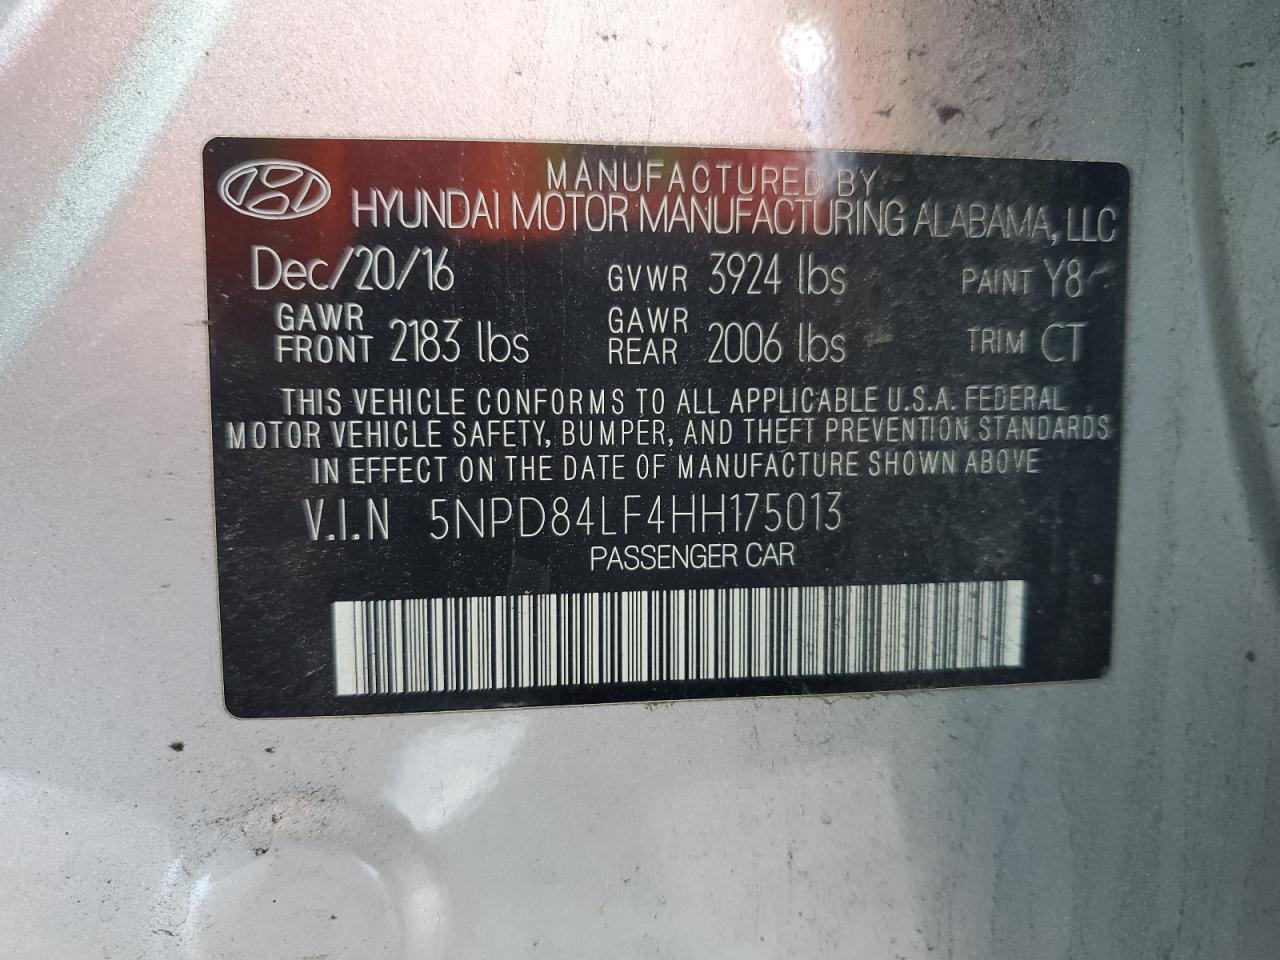 MANUFACTURED BY
HYUNDAI MOTOR MANUFACTURING ALABAMA, LLC
Dec/20/16 GVWR 3924 lbs PAINT Y8
GAWR FRONT 2183 lbs GAWR REAR 2006 lbs TRIM CT
THIS VEHICLE CONFORMS TO ALL APPLICABLE U.S.A. FEDERAL
MOTOR VEHICLE SAFETY, BUMPER, AND THEFT PREVENTION STANDARDS
IN EFFECT ON THE DATE OF MANUFACTURE SHOWN ABOVE
V.I.N 5NPD84LF4HH175013
PASSENGER CAR